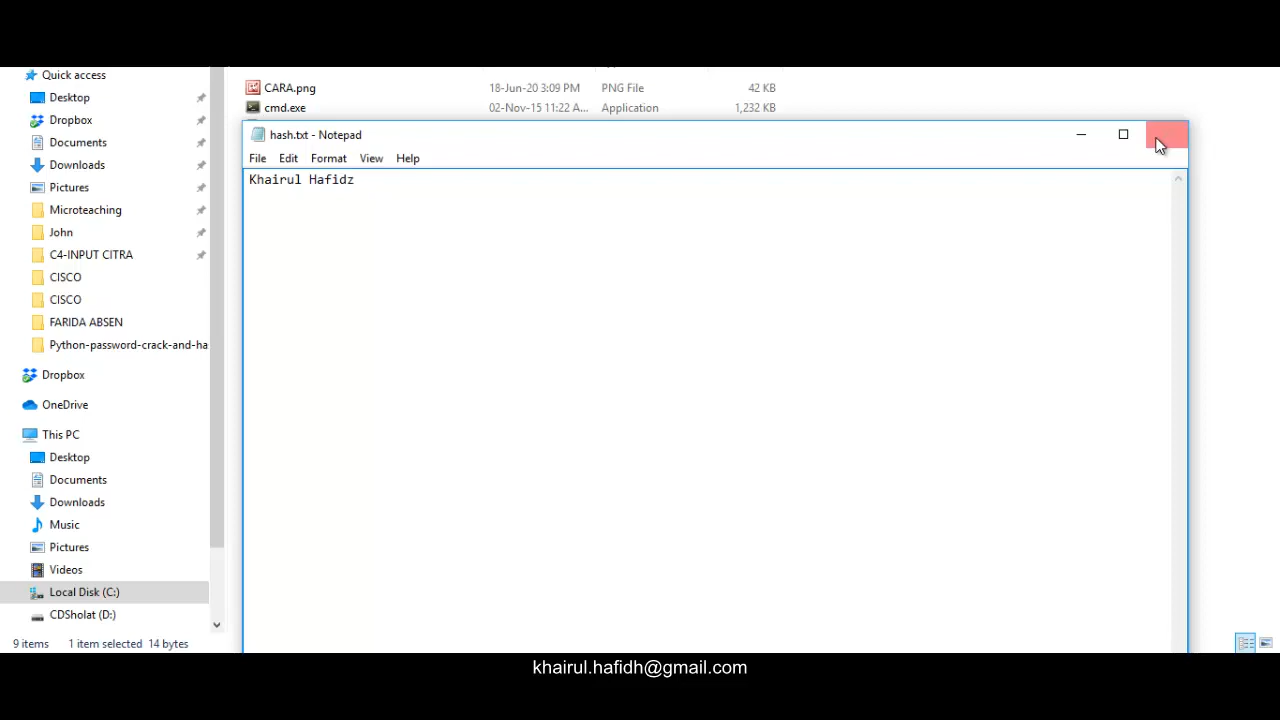 Quick access
Desktop
Dropbox
Documents
Downloads
Pictures
Microteaching
John
C4-INPUT CITRA
CISCO
CISCO
FARIDA ABSEN
Python-password-crack-and-ha
Dropbox
OneDrive
This PC
Desktop
Documents
Downloads
Music
Pictures
Videos
Local Disk (C:)
CDSholat (D:)
9 items 1 item selected 14 bytes
CARA.png 18-Jun-20 3:09 PM PNG File 42 KB
cmd.exe 02-Nov-15 11:22 A... Application 1,232 KB
hash.txt - Notepad
File Edit Format View Help
Khairul Hafidz
khairul.hafidh@gmail.com